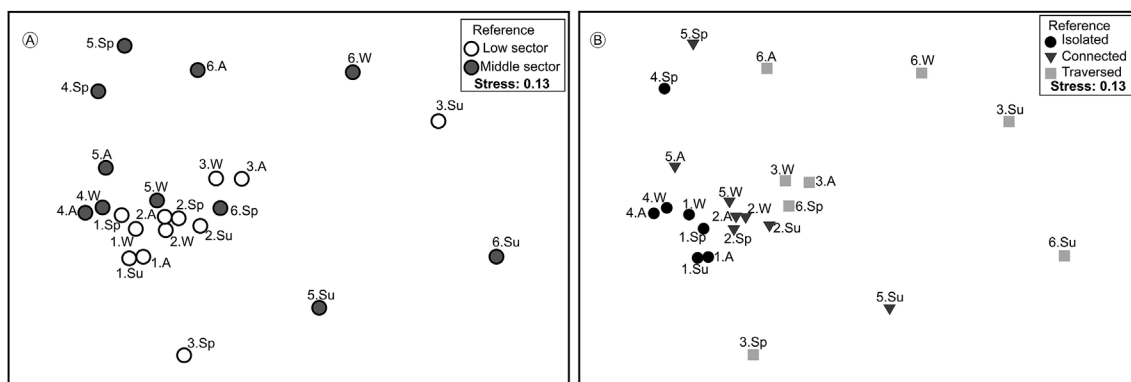 A
Reference
Low sector
Middle sector
Stress: 0.13
5.Sp
6.A
6.W
4.Sp
3.Su
5.A
3.W
3.A
4.W
5.W
2.Sp
4.A
2.A
6.Sp
1.Sp
1.W
2.W
2.Su
1.Su
1.A
6.Su
5.Su
3.Sp
B
Reference
Isolated
Connected
Traversed
Stress: 0.13
5.Sp
6.A
6.W
4.Sp
3.Su
5.A
3.W
3.A
4.W
1.W
5.W
4.A
2.A
2.W
6.Sp
1.Sp
2.Sp
2.Su
1.Su
1.A
6.Su
5.Su
3.Sp